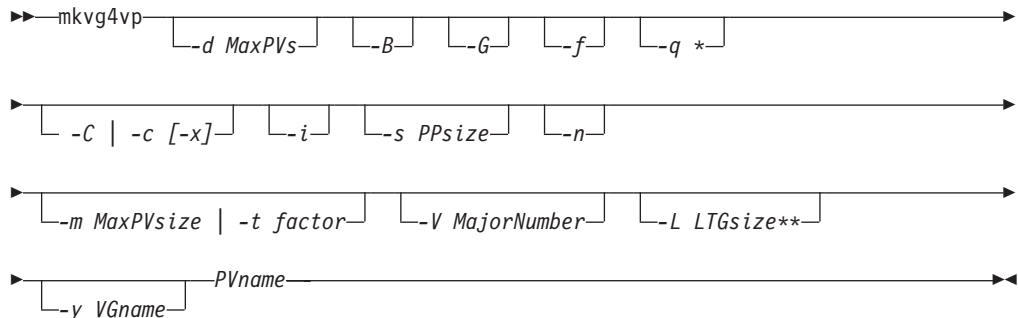 mkvg4vp
-d MaxPVs -B -G -f -q *
-C | -c [-x] -i -s PPsize -n
-m MaxPVsize | -t factor -V MajorNumber -L LTGsize**
PVname
-y VGname